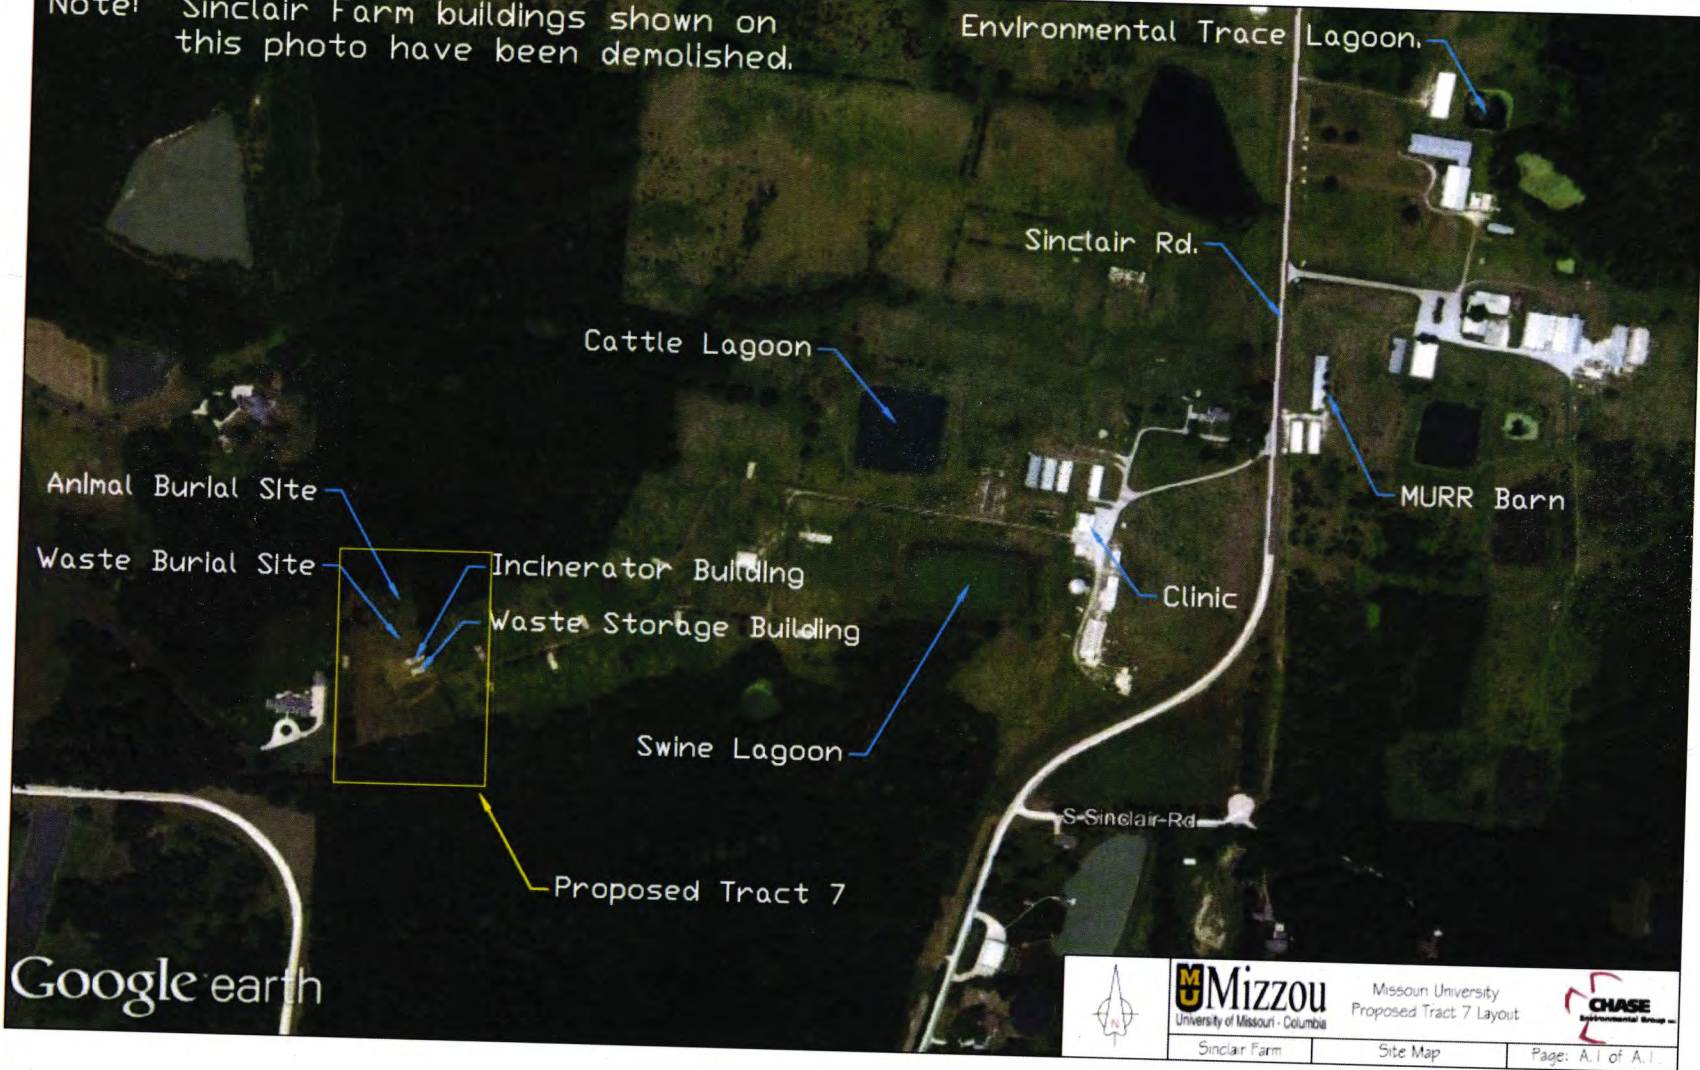 Note: Sinclair Farm buildings shown on
this photo have been demolished.
Environmental Trace Lagoon.
Sinclair Rd.
Cattle Lagoon
Animal Burial Site
MURR Barn
Waste Burial Site
Incinerator Building
Clinic
Waste Storage Building
Swine Lagoon
S Sinclair Rd
Proposed Tract 7
Google earth
N
MU Mizzou
University of Missouri - Columbia
Missouri University
Proposed Tract 7 Layout
CHASE
Environmental Group
Sinclair Farm
Site Map
Page: A.1 of A.1